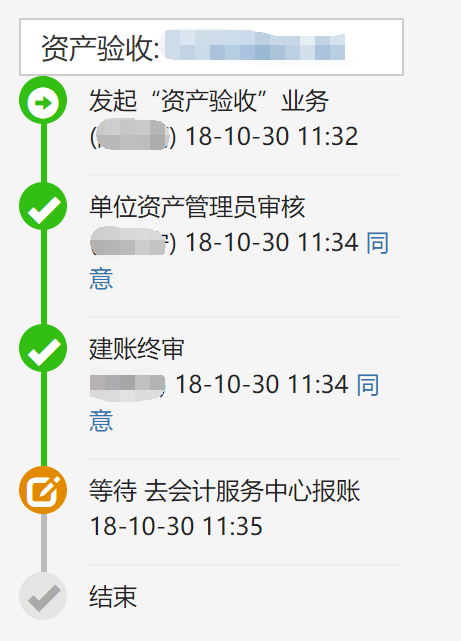 资产验收:
发起“资产验收”业务
( ) 18-10-30 11:32
单位资产管理员审核
( ) 18-10-30 11:34 同
意
建账终审
) 18-10-30 11:34 同
意
等待 去会计服务中心报账
18-10-30 11:35
结束